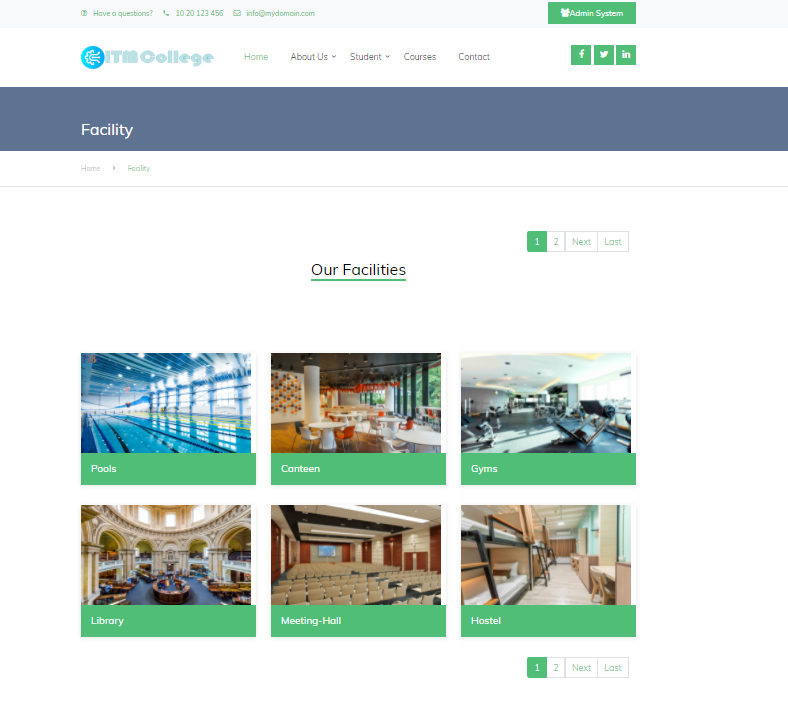 Have a questions? 10 20 123 456 info@mydomain.com Admin System
ITM College Home About Us Student Courses Contact
Facility
Home Facility
1 2 Next Last
Our Facilities
Pools Canteen Gyms
Library Meeting-Hall Hostel
1 2 Next Last